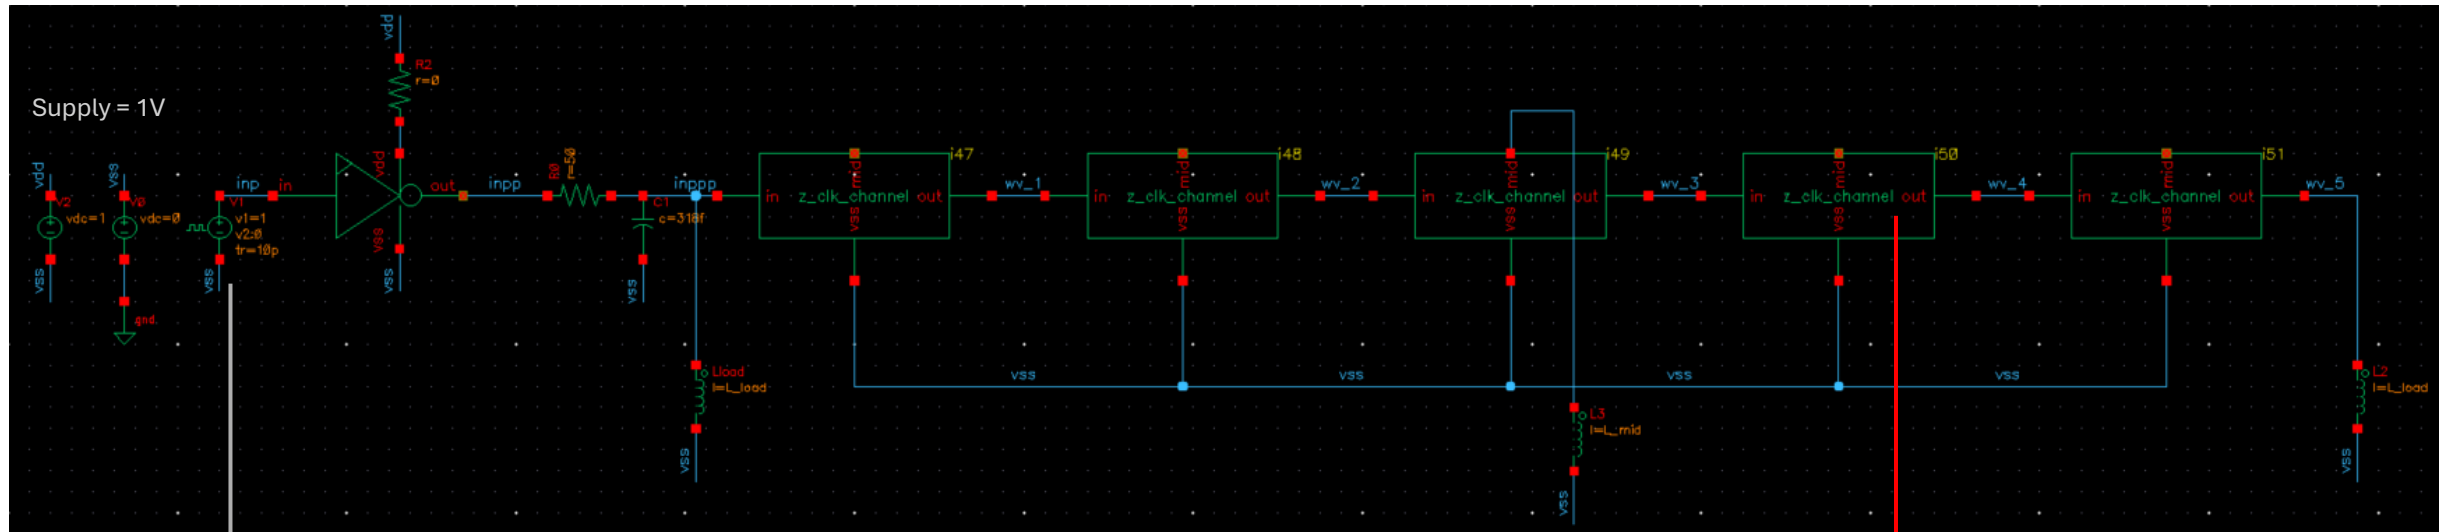 Supply = 1V
vdd
V2
vdc=1
vss
vss
V0
vdc=0
gnd
inp
V1
v1=1
v2:0
tr=10p
vss
vdd
R2
r=0
in
vdd
vss
out
vss
inpp
R0
r=50
inppp
C1
c=318f
vss
Lload
l=L_load
vss
i47
in
z_clk_channel
out
mid
vss
wv_1
i48
in
z_clk_channel
out
mid
vss
wv_2
i49
in
z_clk_channel
out
mid
vss
wv_3
i50
in
z_clk_channel
out
mid
vss
wv_4
i51
in
z_clk_channel
out
mid
vss
wv_5
vss
vss
vss
vss
L3
l=L_mid
vss
L2
l=L_load
vss